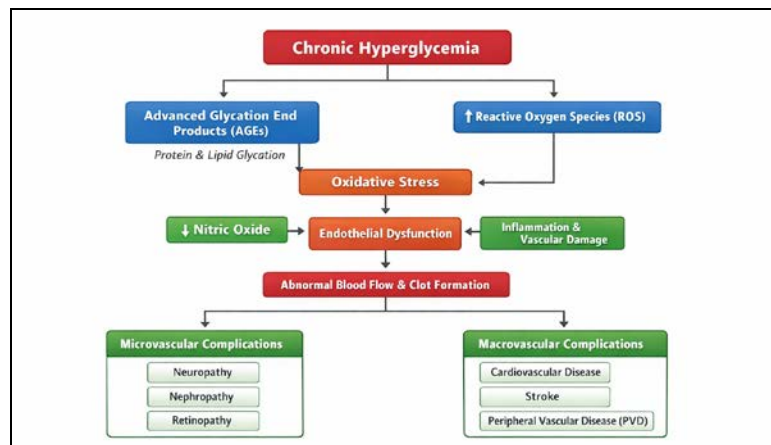 Chronic Hyperglycemia
Advanced Glycation End
Products (AGEs)
↑ Reactive Oxygen Species (ROS)
Protein & Lipid Glycation
Oxidative Stress
↓ Nitric Oxide
Endothelial Dysfunction
Inflammation &
Vascular Damage
Abnormal Blood Flow & Clot Formation
Microvascular Complications
Neuropathy
Nephropathy
Retinopathy
Macrovascular Complications
Cardiovascular Disease
Stroke
Peripheral Vascular Disease (PVD)